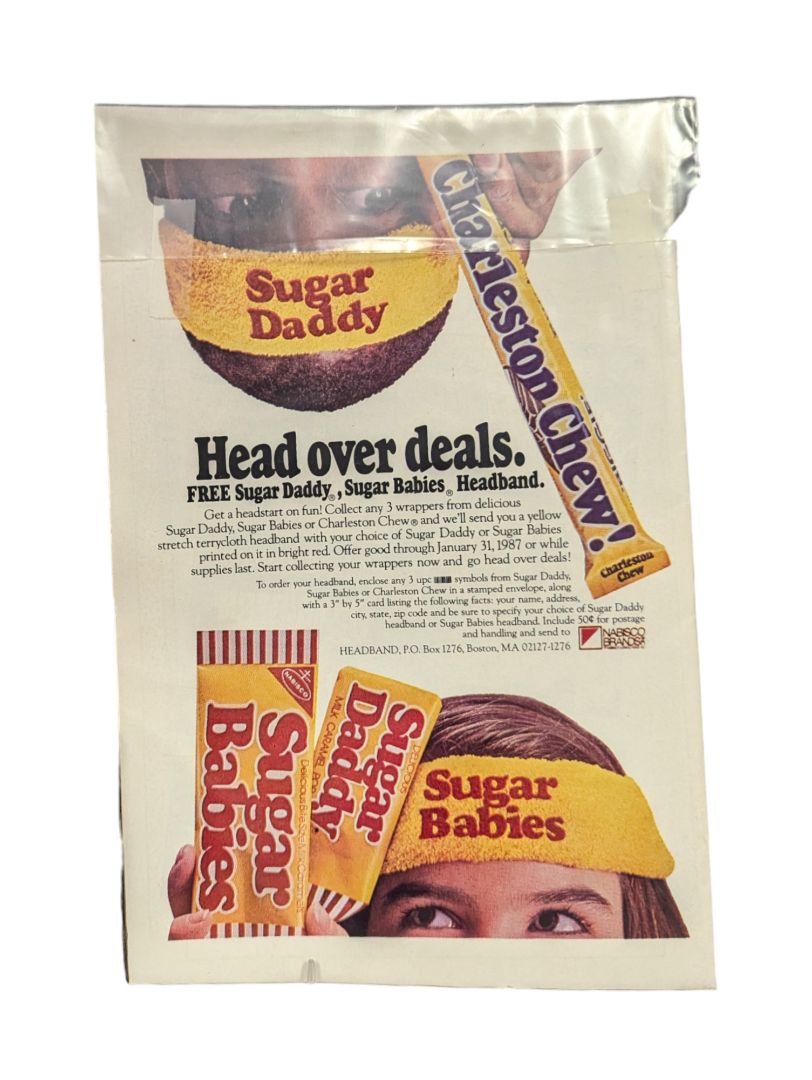 Sugar
Daddy
Charleston Chew!
Charleston
Chew
Head over deals.
FREE Sugar Daddy®, Sugar Babies® Headband.
Get a headstart on fun! Collect any 3 wrappers from delicious
Sugar Daddy, Sugar Babies or Charleston Chew® and we'll send you a yellow
stretch terrycloth headband with your choice of Sugar Daddy or Sugar Babies
printed on it in bright red. Offer good through January 31, 1987 or while
supplies last. Start collecting your wrappers now and go head over deals!
To order your headband, enclose any 3 upc symbols from Sugar Daddy,
Sugar Babies or Charleston Chew in a stamped envelope, along
with a 3" by 5" card listing the following facts: your name, address,
city, state, zip code and be sure to specify your choice of Sugar Daddy
headband or Sugar Babies headband. Include 50¢ for postage
and handling and send to
HEADBAND, P.O. Box 1276, Boston, MA 02127-1276
NABISCO
BRANDS
NABISCO
Sugar
Babies
Delicious Bite Size Milk Caramels
DELICIOUS
Sugar
Daddy
MILK CARAMEL POP
Sugar
Babies